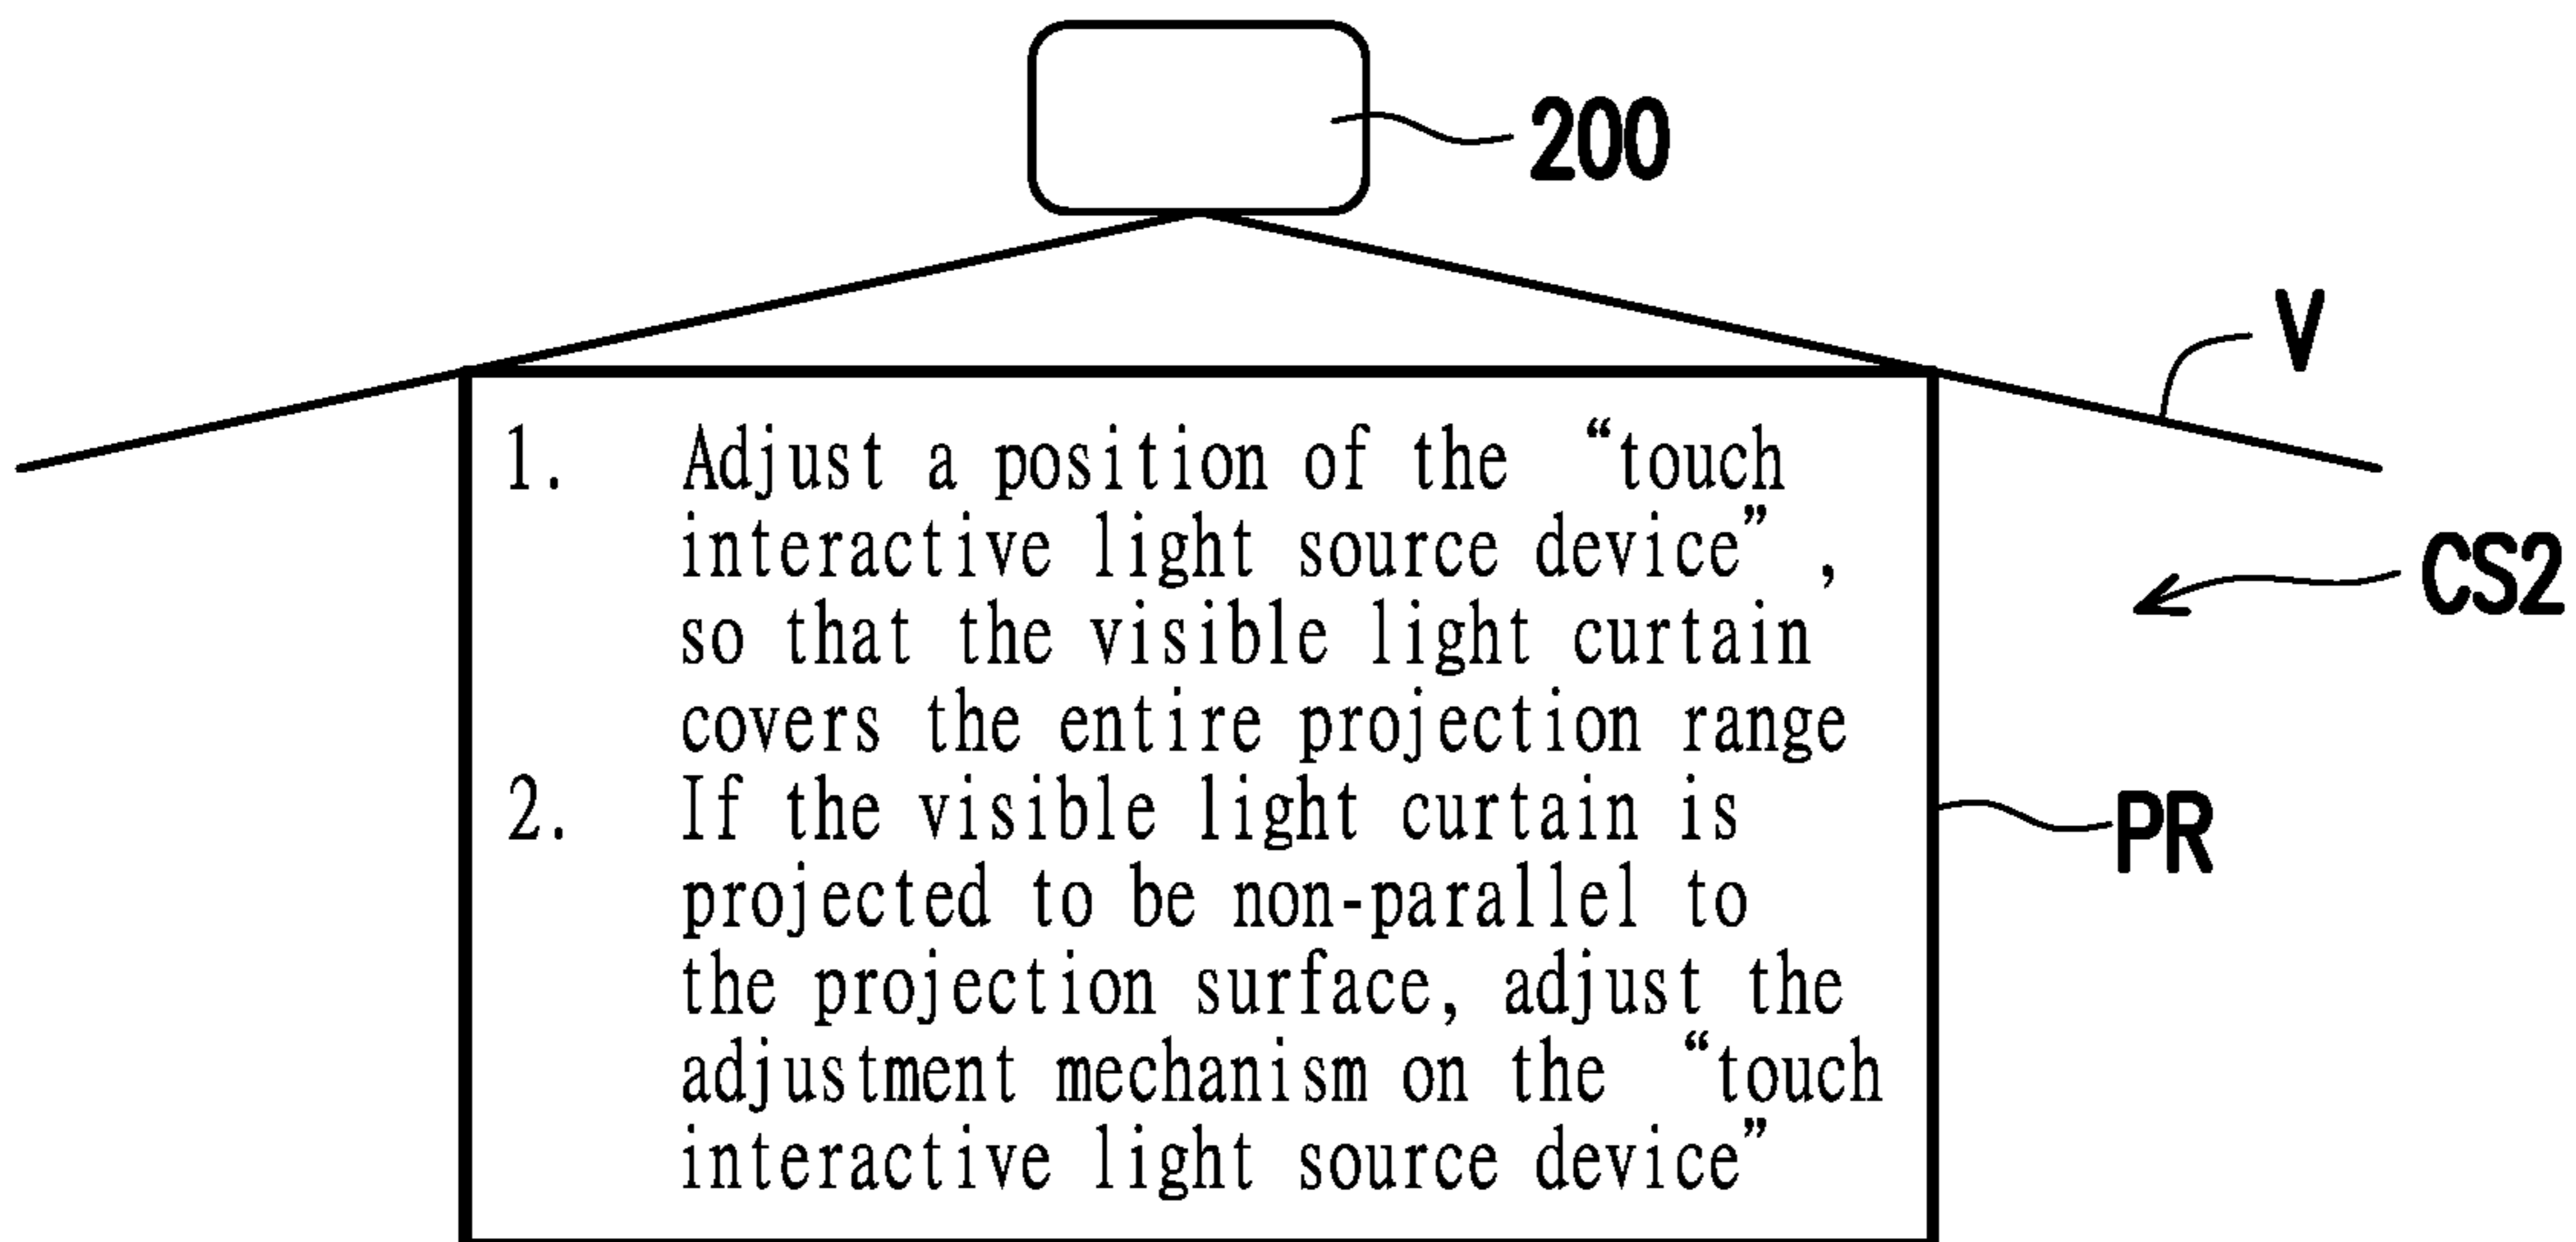 200
V
1. Adjust a position of the “touch
interactive light source device”,
so that the visible light curtain
covers the entire projection range
2. If the visible light curtain is
projected to be non-parallel to
the projection surface, adjust the
adjustment mechanism on the “touch
interactive light source device”
CS2
PR